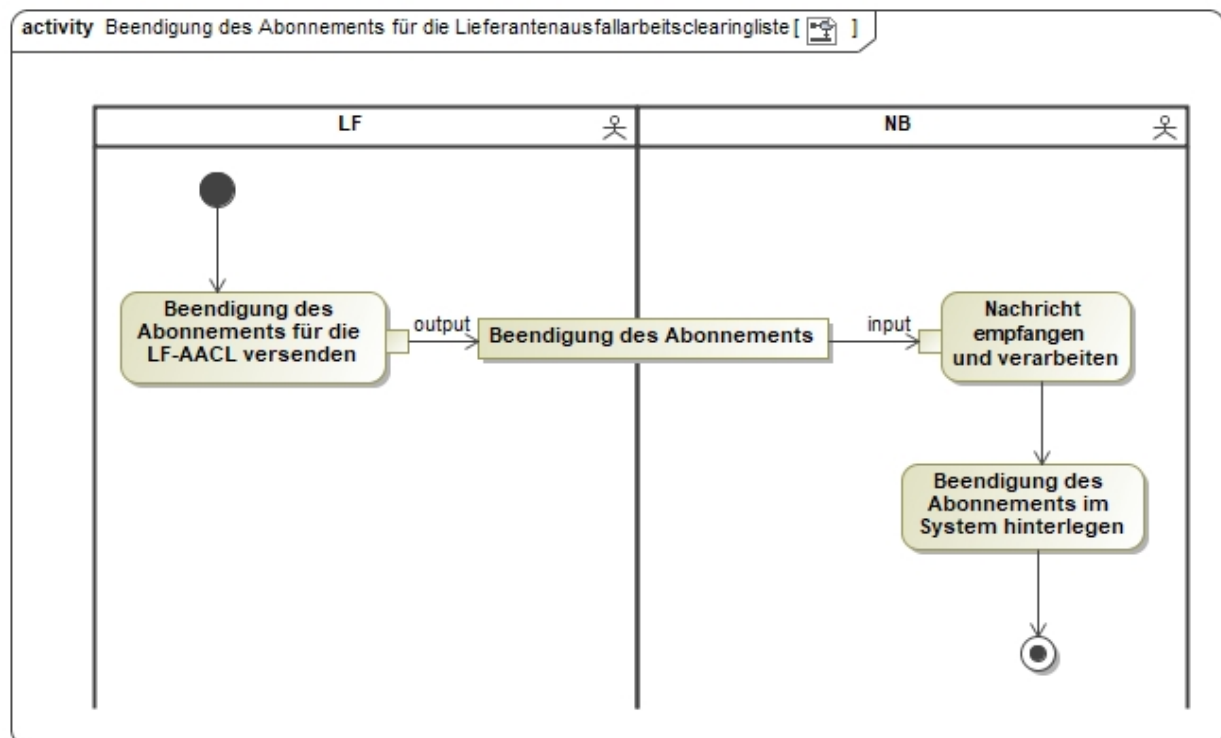 activity Beendigung des Abonnements für die Lieferantenausfallarbeitsclearingliste [ ]
LF
NB
Beendigung des
Abonnements für die
LF-AACL versenden
output
Beendigung des Abonnements
input
Nachricht
empfangen
und verarbeiten
Beendigung des
Abonnements im
System hinterlegen